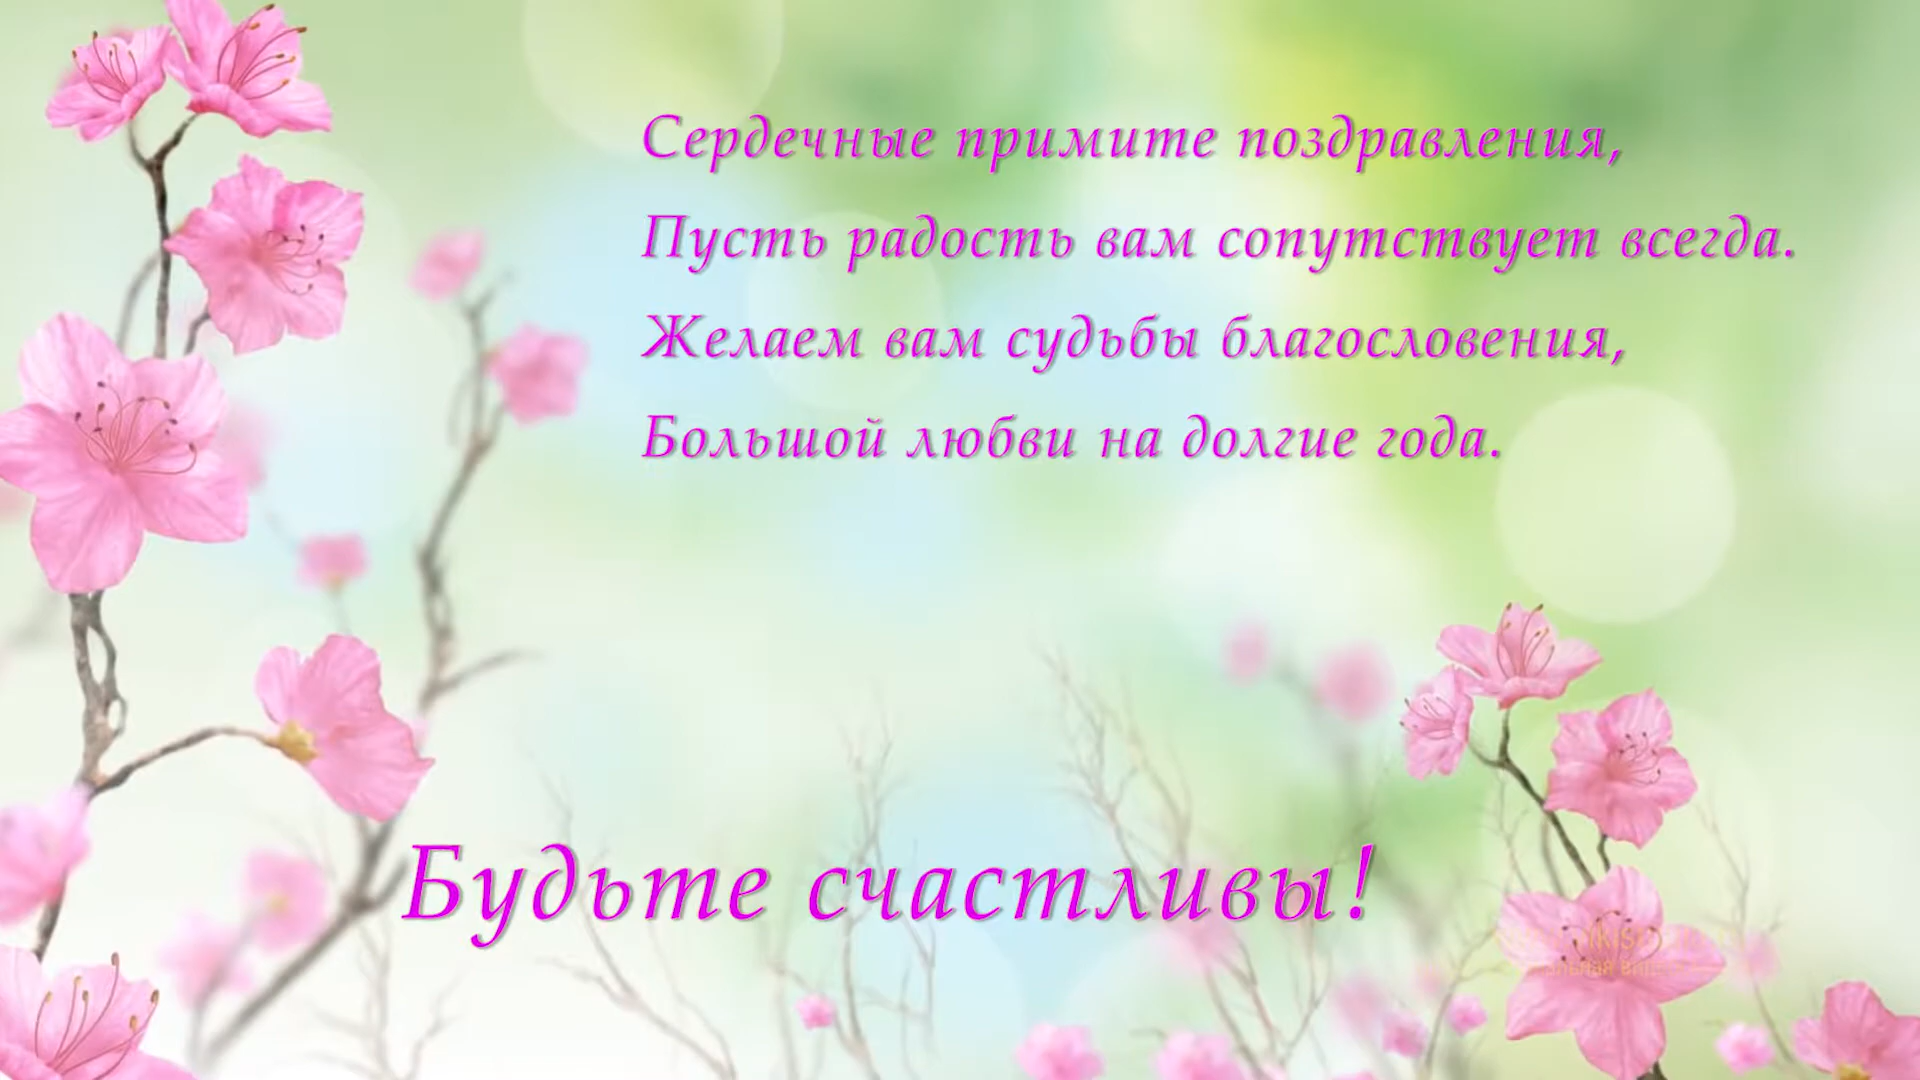 Сердечные примите поздравления,
Пусть радость вам сопутствует всегда.
Желаем вам судьбы благословения,
Большой любви на долгие года.
Будьте счастливы!